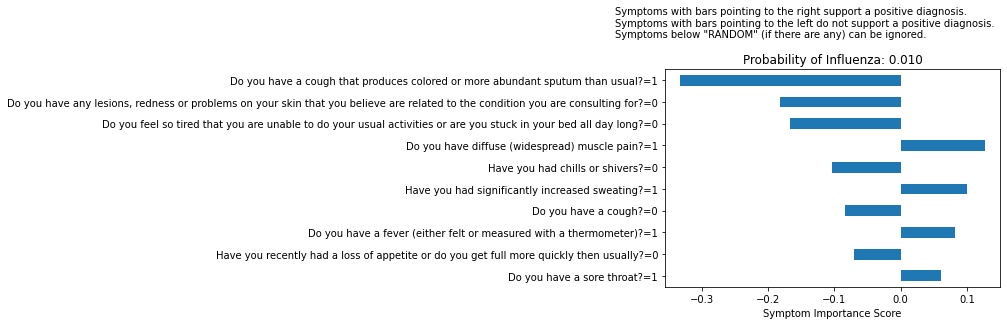 Symptoms with bars pointing to the right support a positive diagnosis.
Symptoms with bars pointing to the left do not support a positive diagnosis.
Symptoms below "RANDOM" (if there are any) can be ignored.
Probability of Influenza: 0.010
Do you have a cough that produces colored or more abundant sputum than usual?=1
Do you have any lesions, redness or problems on your skin that you believe are related to the condition you are consulting for?=0
Do you feel so tired that you are unable to do your usual activities or are you stuck in your bed all day long?=0
Do you have diffuse (widespread) muscle pain?=1
Have you had chills or shivers?=0
Have you had significantly increased sweating?=1
Do you have a cough?=0
Do you have a fever (either felt or measured with a thermometer)?=1
Have you recently had a loss of appetite or do you get full more quickly then usually?=0
Do you have a sore throat?=1
−0.3 −0.2 −0.1 0.0 0.1
Symptom Importance Score